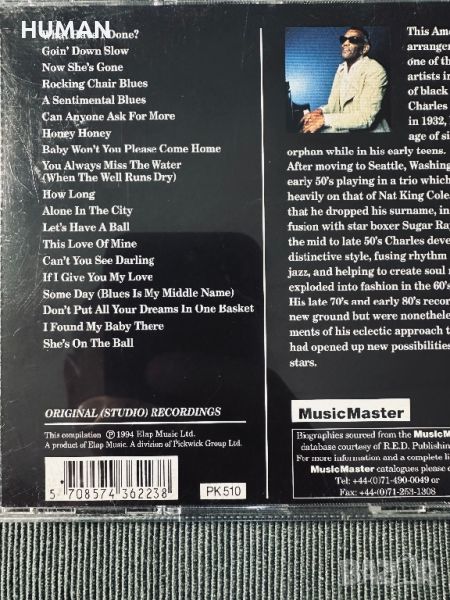 HUMAN
What Have I Done?
Goin' Down Slow
Now She's Gone
Rocking Chair Blues
A Sentimental Blues
Can Anyone Ask For More
Honey Honey
Baby Won't You Please Come Home
You Always Miss The Water
(When The Well Runs Dry)
How Long
Alone In The City
Let's Have A Ball
This Love Of Mine
Can't You See Darling
If I Give You My Love
Some Day (Blues Is My Middle Name)
Don't Put All Your Dreams In One Basket
I Found My Baby There
She's On The Ball
ORIGINAL (STUDIO) RECORDINGS
This compilation ℗ 1994 Elap Music Ltd.
A product of Elap Music. A division of Pickwick Group Ltd.
5 708574 362238
PK 510
This Ame
arranger
one of th
artists in
of black
Charles
in 1932,
age of si
orphan while in his early teens.
After moving to Seattle, Washing
early 50's playing in a trio which
heavily on that of Nat King Cole
that he dropped his surname, in
fusion with star boxer Sugar Ra
the mid to late 50's Charles deve
distinctive style, fusing rhythm
jazz, and helping to create soul
exploded into fashion in the 60's
His late 70's and early 80's recor
new ground but were nonethele
ments of his eclectic approach t
had opened up new possibilities
stars.
MusicMaster
Biographies sourced from the MusicM
database courtesy of R.E.D. Publishin
For more information and a complete li
MusicMaster catalogues please c
Tel: +44-(0)71-490-0049 or
Fax: +44-(0)71-253-1308